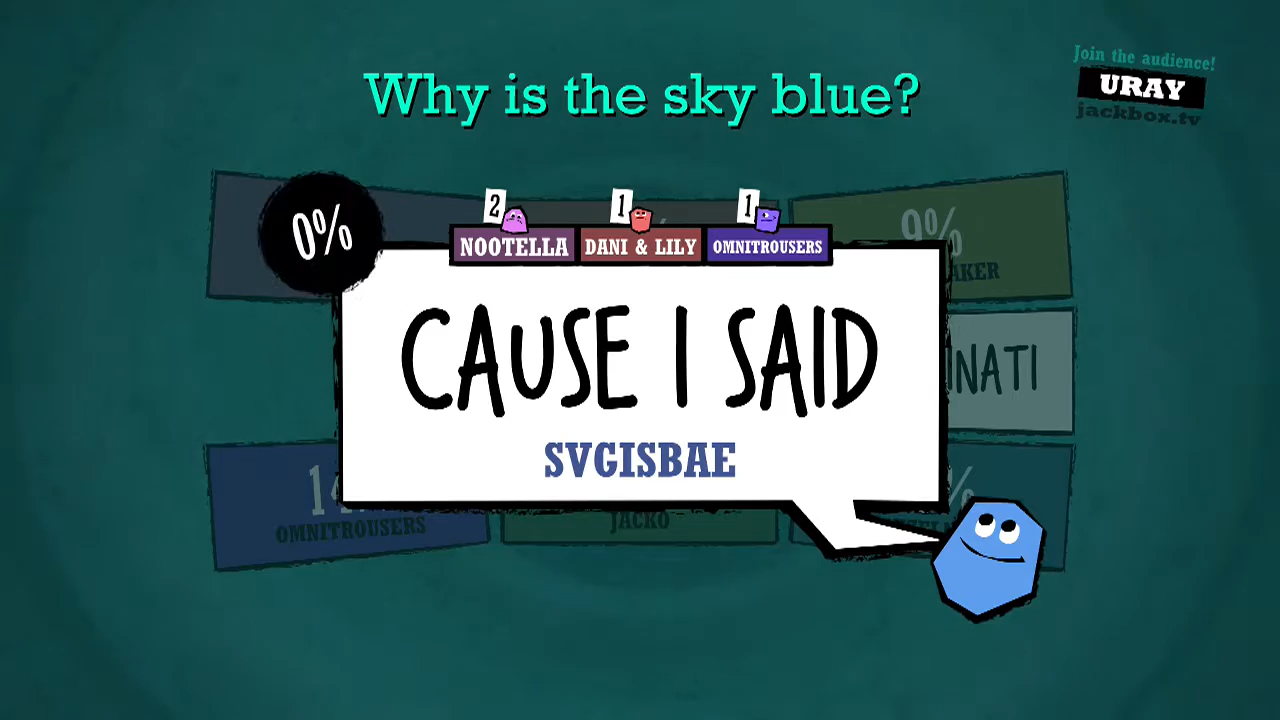 Why is the sky blue?
Join the audience!
URAY
jackbox.tv
0%
2
1
1
9%
NOOTELLA
DANI & LILY
OMNITROUSERS
CAUSE I SAID
SVGISBAE
OMNITROUSERS
JACKO